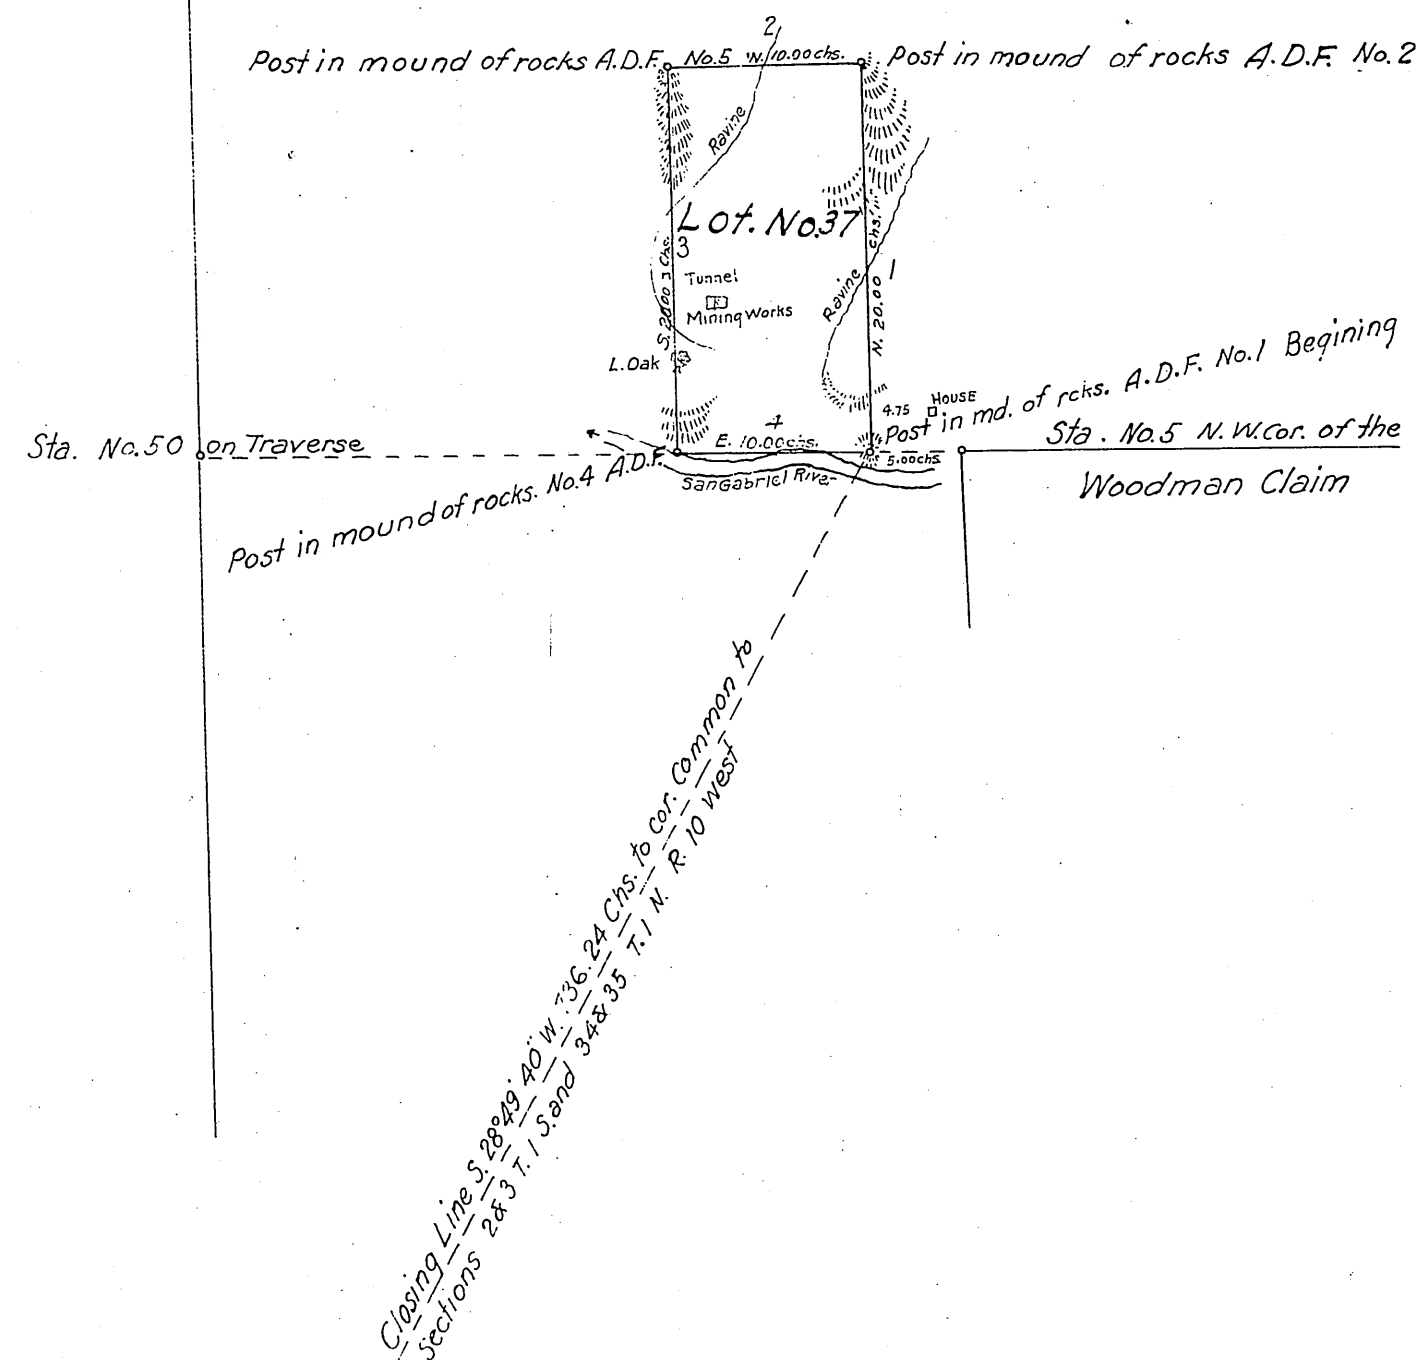 2
Post in mound of rocks A.D.F. No.5 W. 10.00 chs. Post in mound of rocks A.D.F. No. 2
Ravine
Lot. No. 37
3
S. 20.00 Chs.
Tunnel
Mining Works
L. Oak
Ravine
N. 20.00 chs.
1
4.75 HOUSE
Post in md. of rcks. A.D.F. No. 1 Begining
4
E. 10.00 chs.
5.00 chs.
Sta. No. 5 N.W. cor. of the
Woodman Claim
Sta. No. 50 on Traverse
San Gabriel River
Post in mound of rocks. No. 4 A.D.F.
Closing Line S. 28° 49' 40" W. 736.24 Chs. to cor. Common to
Sections 2 & 3 T. 1 S. and 34 & 35 T. 1 N. R. 10 West